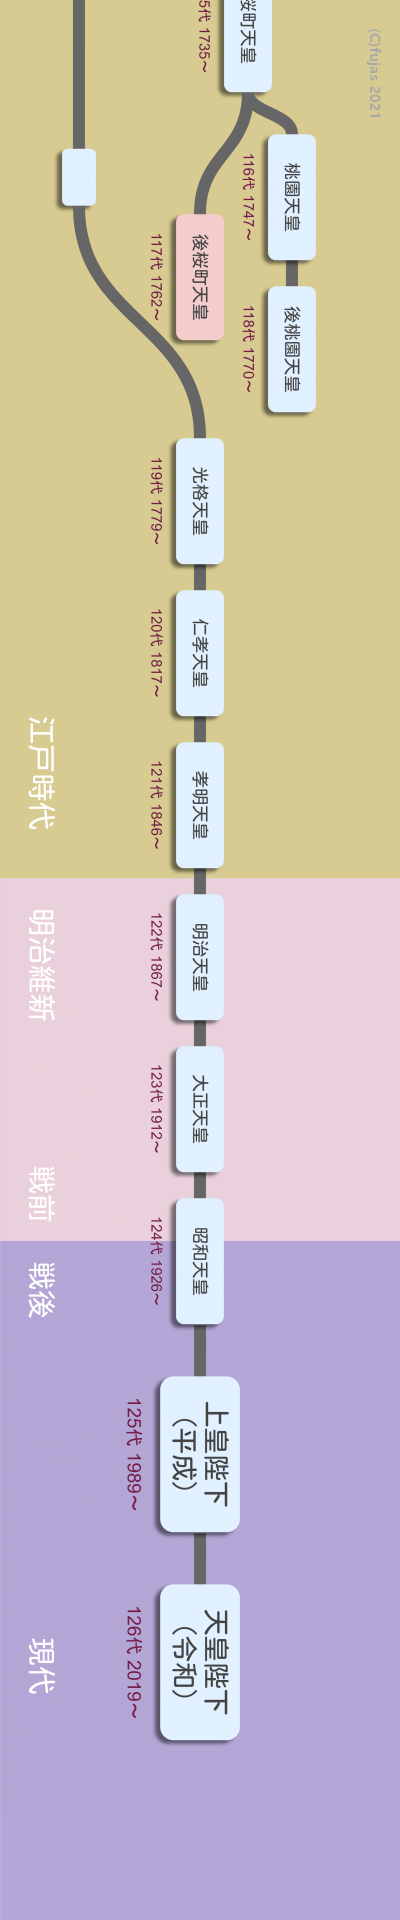 (C)fujas 2021
桜町天皇
5代 1735～
桃園天皇
116代 1747～
後桜町天皇
117代 1762～
後桃園天皇
118代 1770～
光格天皇
119代 1779～
仁孝天皇
120代 1817～
孝明天皇
121代 1846～
江戸時代
明治天皇
122代 1867～
明治維新
大正天皇
123代 1912～
戦前
昭和天皇
124代 1926～
戦後
上皇陛下
（平成）
125代 1989～
天皇陛下
（令和）
126代 2019～
現代